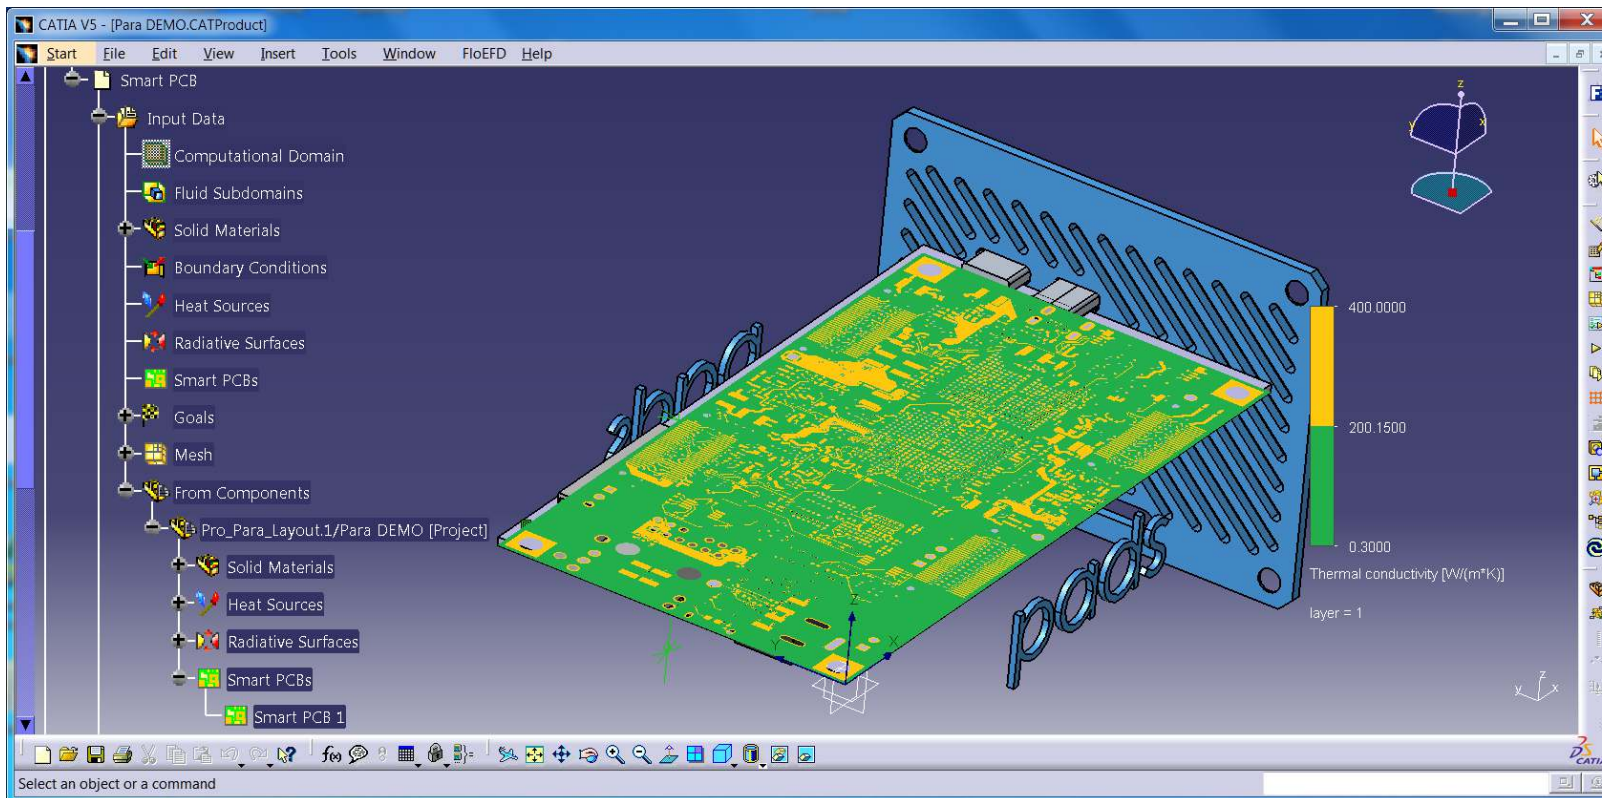 CATIA V5 - [Para DEMO.CATProduct]
Start File Edit View Insert Tools Window FloEFD Help
Smart PCB
Input Data
Computational Domain
Fluid Subdomains
Solid Materials
Boundary Conditions
Heat Sources
Radiative Surfaces
Smart PCBs
Goals
Mesh
From Components
Pro_Para_Layout.1/Para DEMO [Project]
Solid Materials
Heat Sources
Radiative Surfaces
Smart PCBs
Smart PCB 1
z
y x
400.0000
200.1500
0.3000
Thermal conductivity [W/(m*K)]
layer = 1
pads
Z
Y X
z
y x
f(x)
CATIA
Select an object or a command